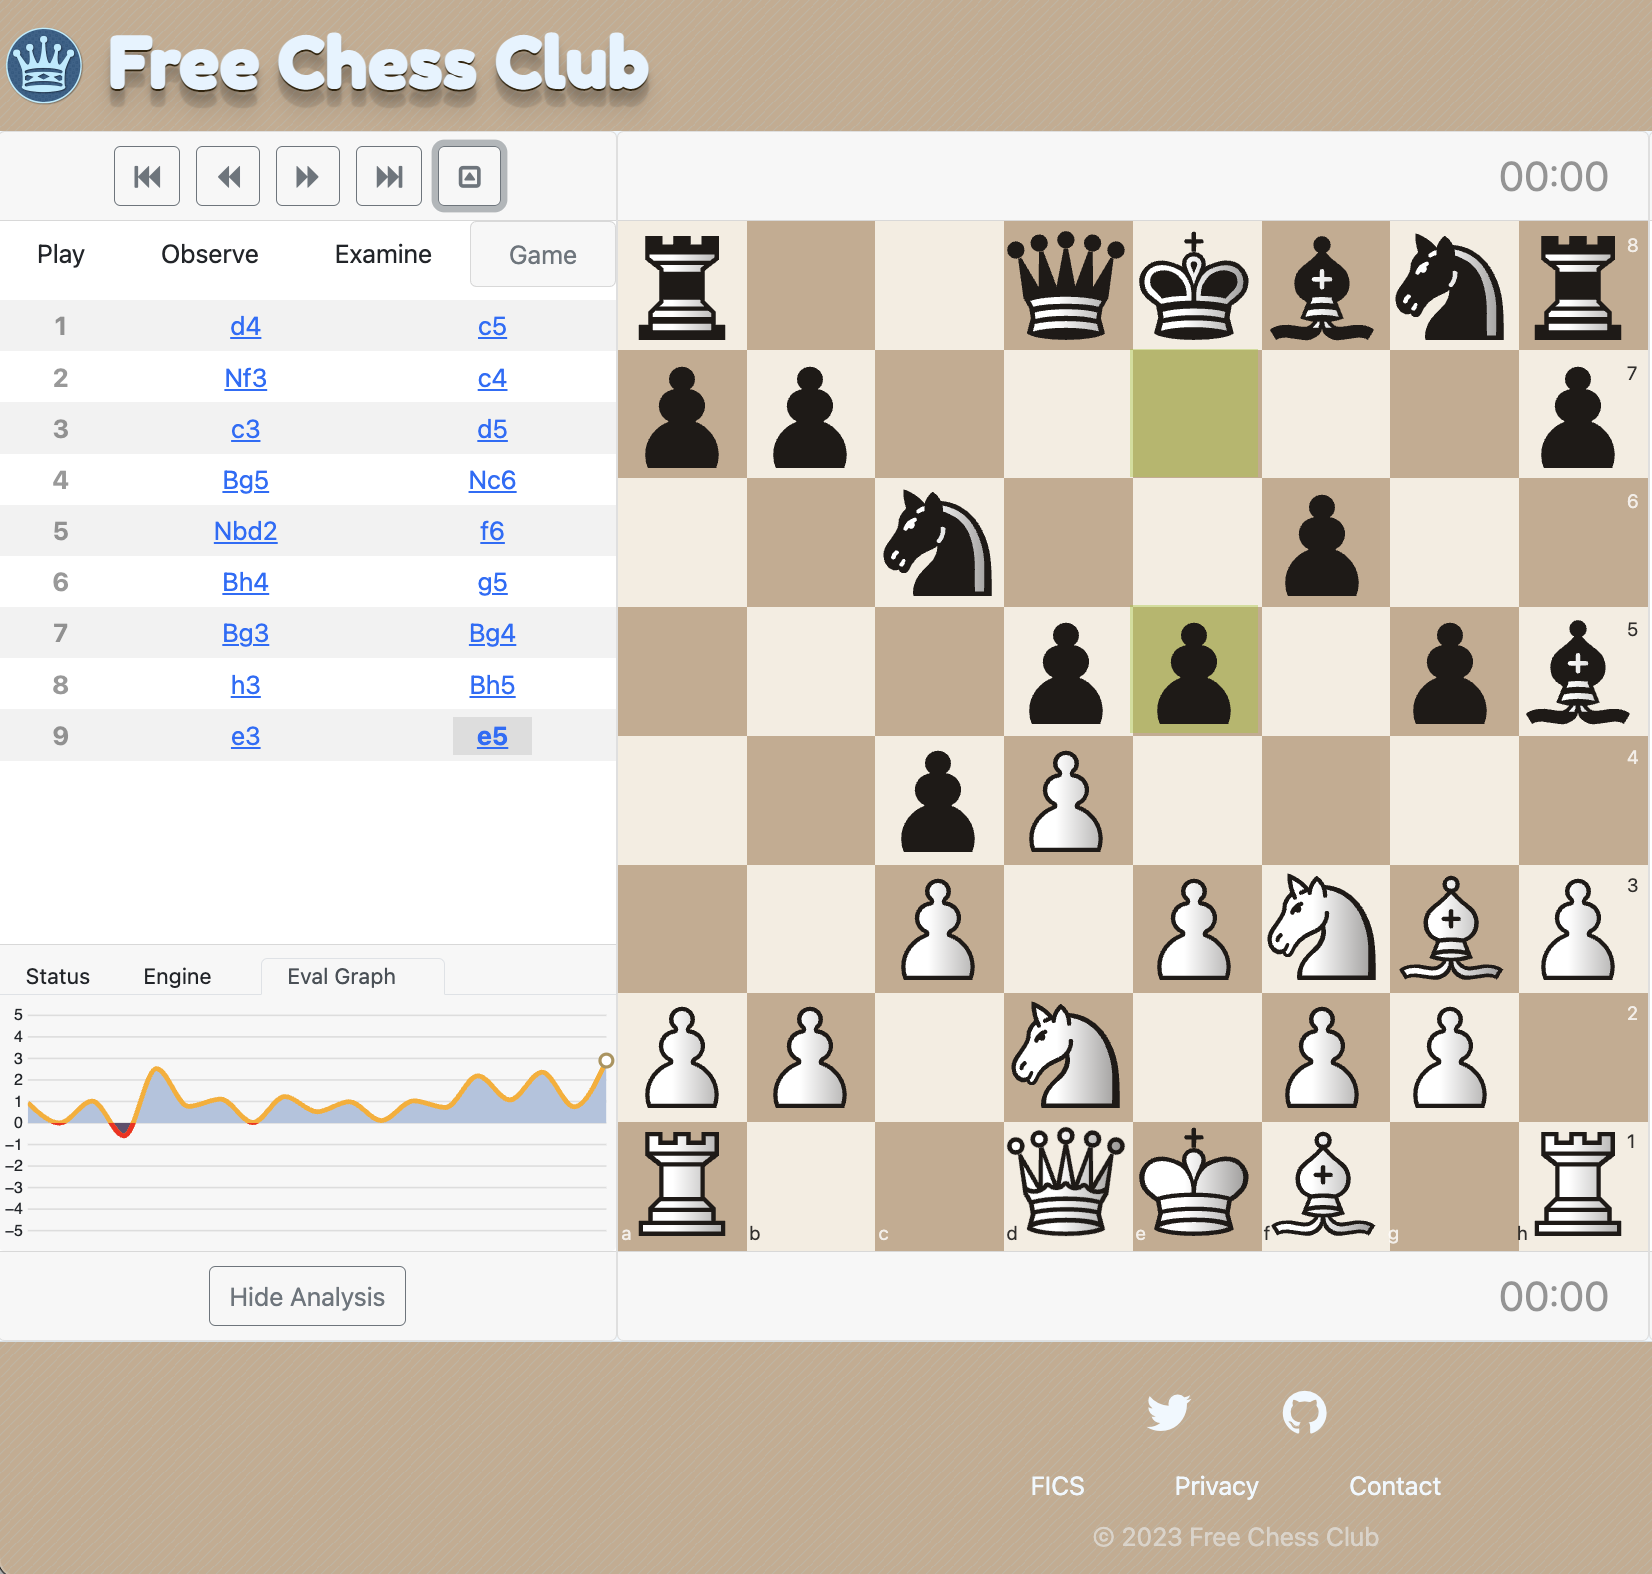 Free Chess Club
00:00
Play Observe Examine Game
1 d4 c5
2 Nf3 c4
3 c3 d5
4 Bg5 Nc6
5 Nbd2 f6
6 Bh4 g5
7 Bg3 Bg4
8 h3 Bh5
9 e3 e5
Status Engine Eval Graph
5
4
3
2
1
0
−1
−2
−3
−4
−5
Hide Analysis
8
7
6
5
4
3
2
1
a b c d e f g h
00:00
FICS Privacy Contact
© 2023 Free Chess Club